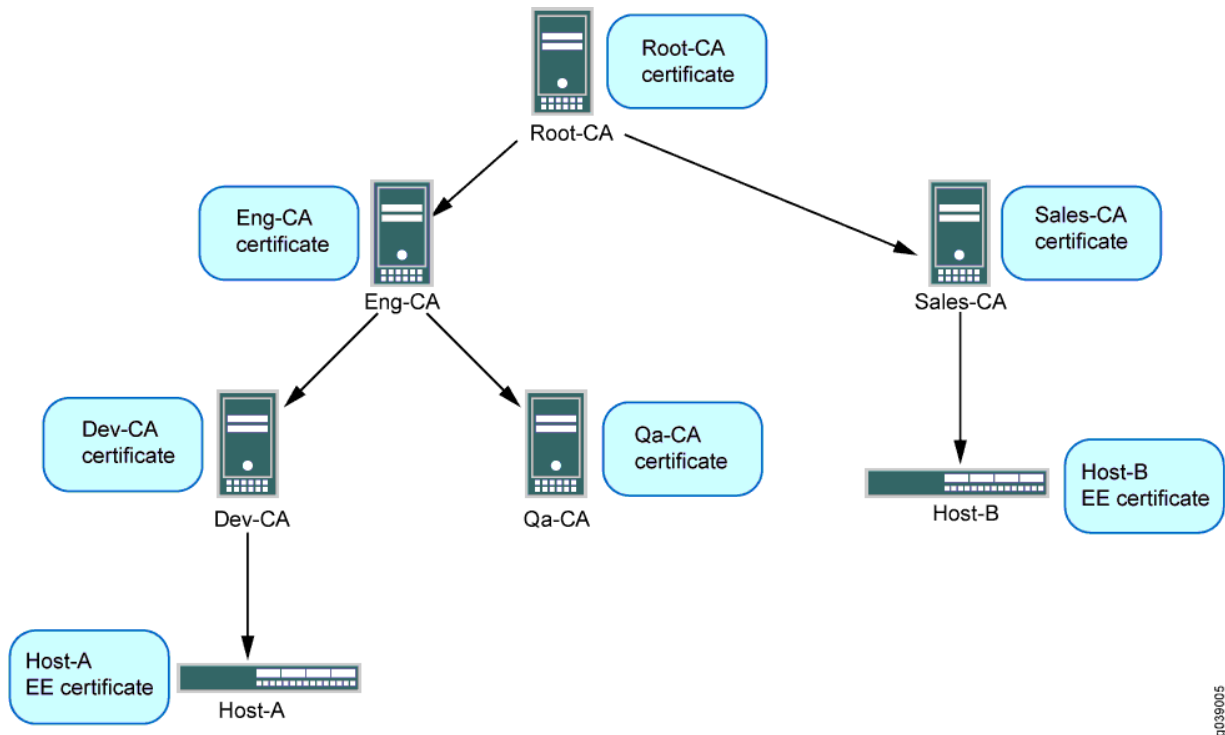 Root-CA
certificate
Root-CA
Eng-CA
certificate
Eng-CA
Sales-CA
certificate
Sales-CA
Dev-CA
certificate
Dev-CA
Qa-CA
certificate
Qa-CA
Host-B
EE certificate
Host-B
Host-A
EE certificate
Host-A
g039005